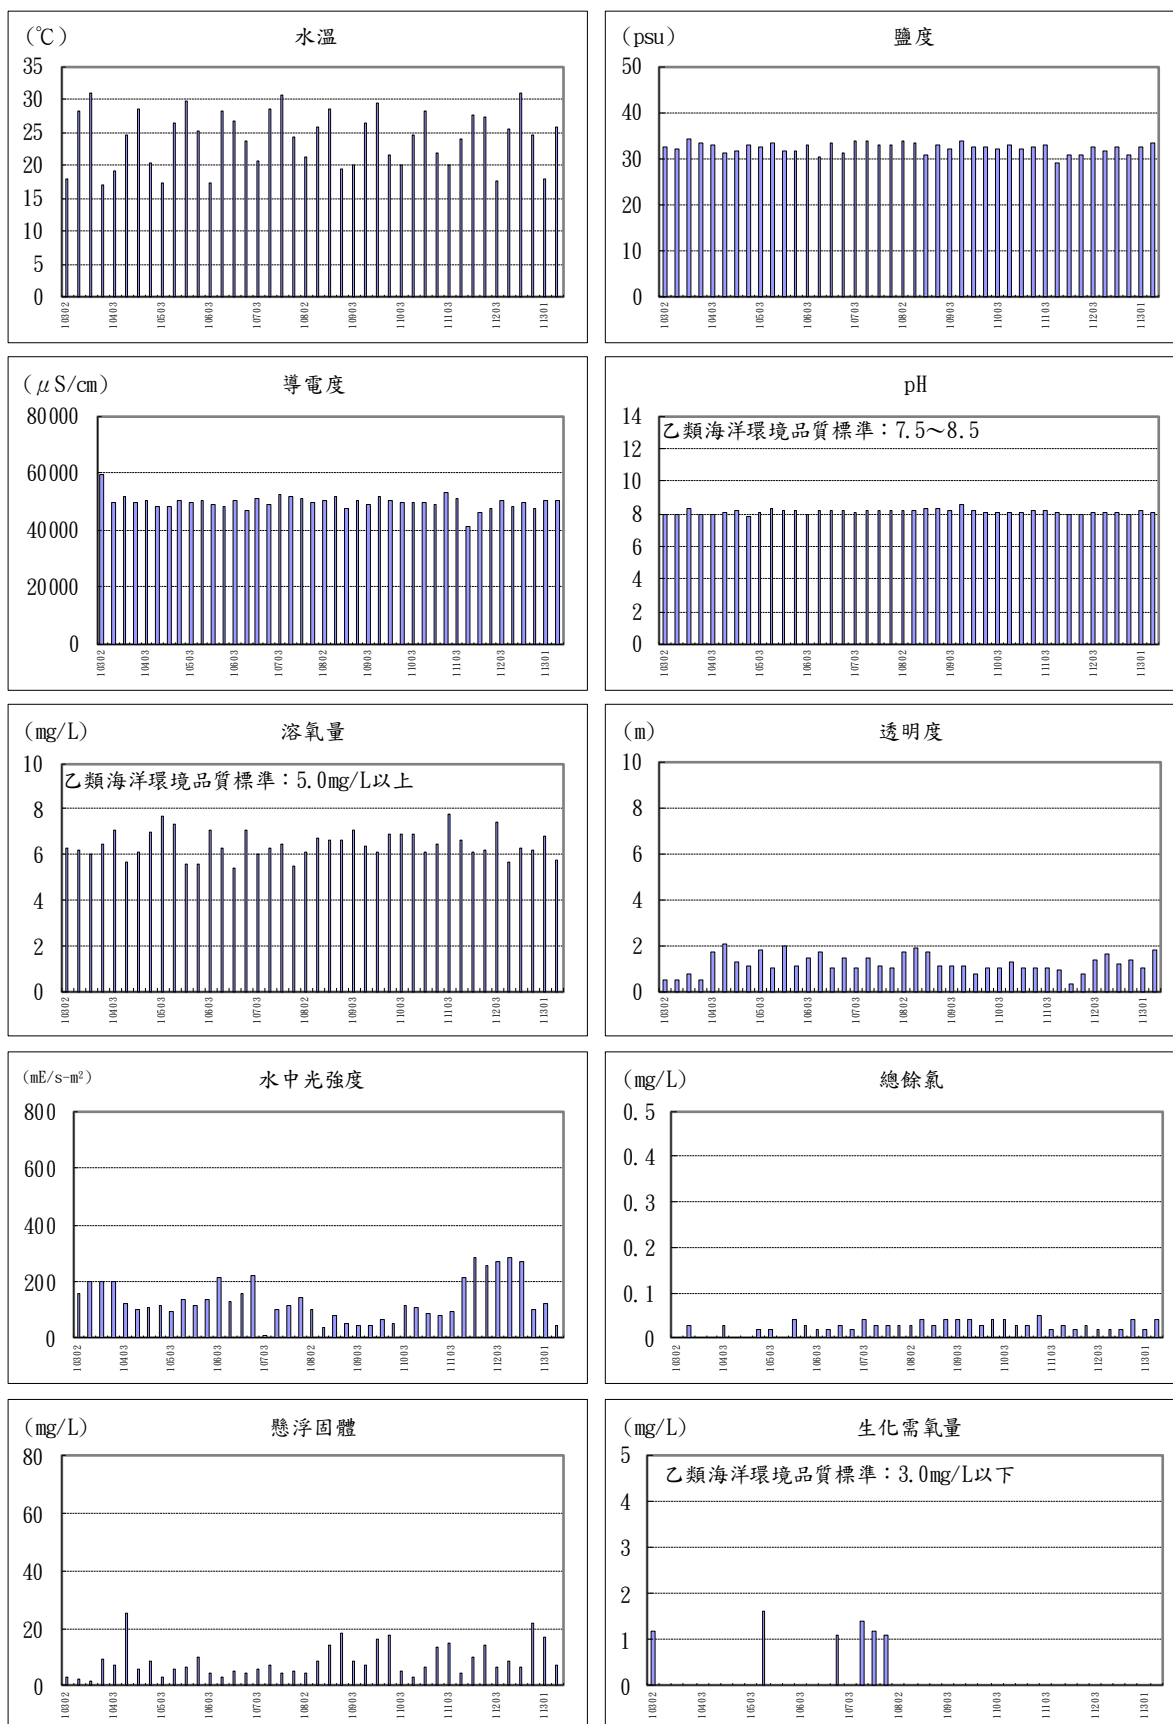 (℃) 水溫
35
30
25
20
15
10
5
0
10302 10403 10503 10603 10703 10802 10903 11003 11103 11203 11301
(psu) 鹽度
50
40
30
20
10
0
10302 10403 10503 10603 10703 10802 10903 11003 11103 11203 11301
(μS/cm) 導電度
80000
60000
40000
20000
0
10302 10403 10503 10603 10703 10802 10903 11003 11103 11203 11301
pH
14
乙類海洋環境品質標準：7.5～8.5
12
10
8
6
4
2
0
10302 10403 10503 10603 10703 10802 10903 11003 11103 11203 11301
(mg/L) 溶氧量
10
乙類海洋環境品質標準：5.0mg/L以上
8
6
4
2
0
10302 10403 10503 10603 10703 10802 10903 11003 11103 11203 11301
(m) 透明度
10
8
6
4
2
0
10302 10403 10503 10603 10703 10802 10903 11003 11103 11203 11301
(mE/s-m²) 水中光強度
800
600
400
200
0
10302 10403 10503 10603 10703 10802 10903 11003 11103 11203 11301
(mg/L) 總餘氯
0.5
0.4
0.3
0.2
0.1
0
10302 10403 10503 10603 10703 10802 10903 11003 11103 11203 11301
(mg/L) 懸浮固體
80
60
40
20
0
10302 10403 10503 10603 10703 10802 10903 11003 11103 11203 11301
(mg/L) 生化需氧量
5
乙類海洋環境品質標準：3.0mg/L以下
4
3
2
1
0
10302 10403 10503 10603 10703 10802 10903 11003 11103 11203 11301